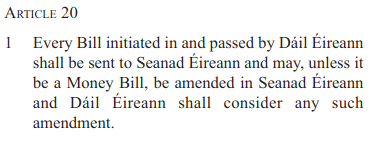 ARTICLE 20
1 Every Bill initiated in and passed by Dáil Éireann
shall be sent to Seanad Éireann and may, unless it
be a Money Bill, be amended in Seanad Éireann
and Dáil Éireann shall consider any such
amendment.